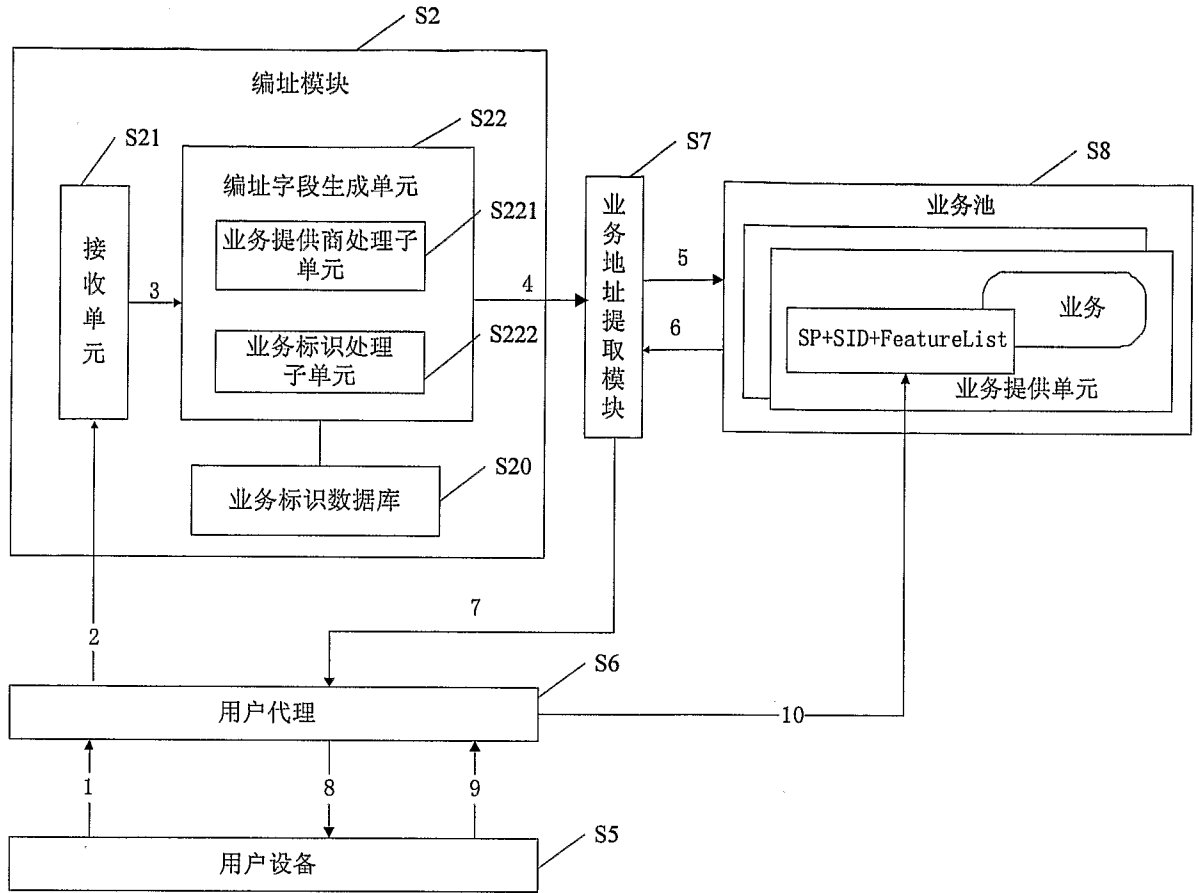 S2
编址模块
S21
S22
S7
S8
编址字段生成单元
业务池
接收单元
S221
业务提供商处理子
单元
业务地址提取模块
3
4
5
6
业务
SP+SID+FeatureList
业务提供单元
S222
业务标识处理
子单元
S20
业务标识数据库
2
7
S6
用户代理
10
1
8
9
S5
用户设备